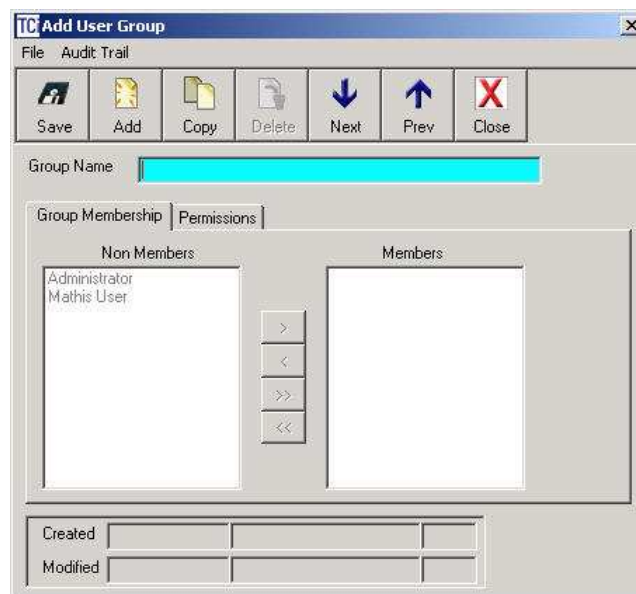 TC Add User Group
File Audit Trail
Save Add Copy Delete Next Prev Close
Group Name
Group Membership Permissions
Non Members Members
Administrator
Mathis User
>
<
>>
<<
Created
Modified